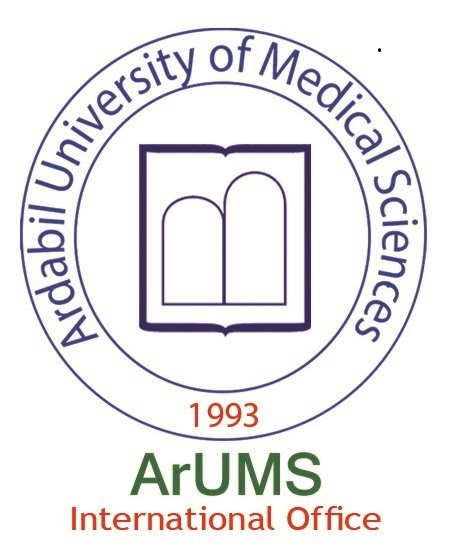 Ardabil University of Medical Sciences
1993
ArUMS
International Office